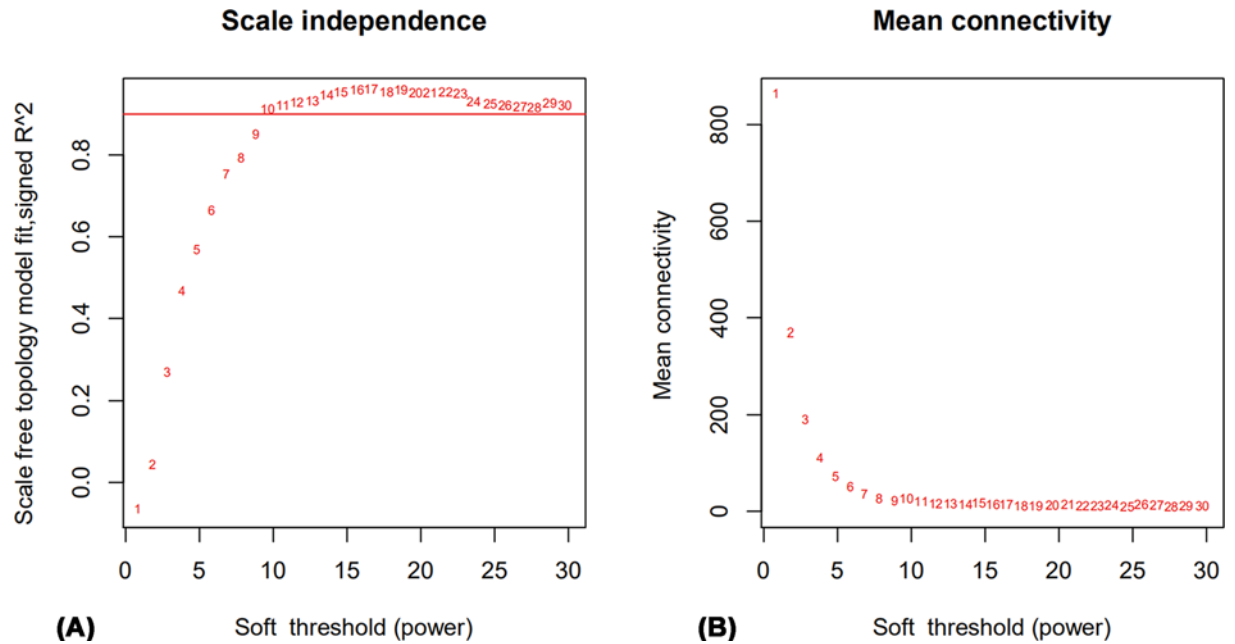 Scale independence
Scale free topology model fit,signed R^2
0.8
0.6
0.4
0.2
0.0
1
2
3
4
5
6
7
8
9
10 11 12 13 14 15 16 17 18 19 20 21 22 23 24 25 26 27 28 29 30
0 5 10 15 20 25 30
(A) Soft threshold (power)
Mean connectivity
Mean connectivity
800
600
400
200
0
1
2
3
4
5
6
7
8
9 10 11 12 13 14 15 16 17 18 19 20 21 22 23 24 25 26 27 28 29 30
0 5 10 15 20 25 30
(B) Soft threshold (power)